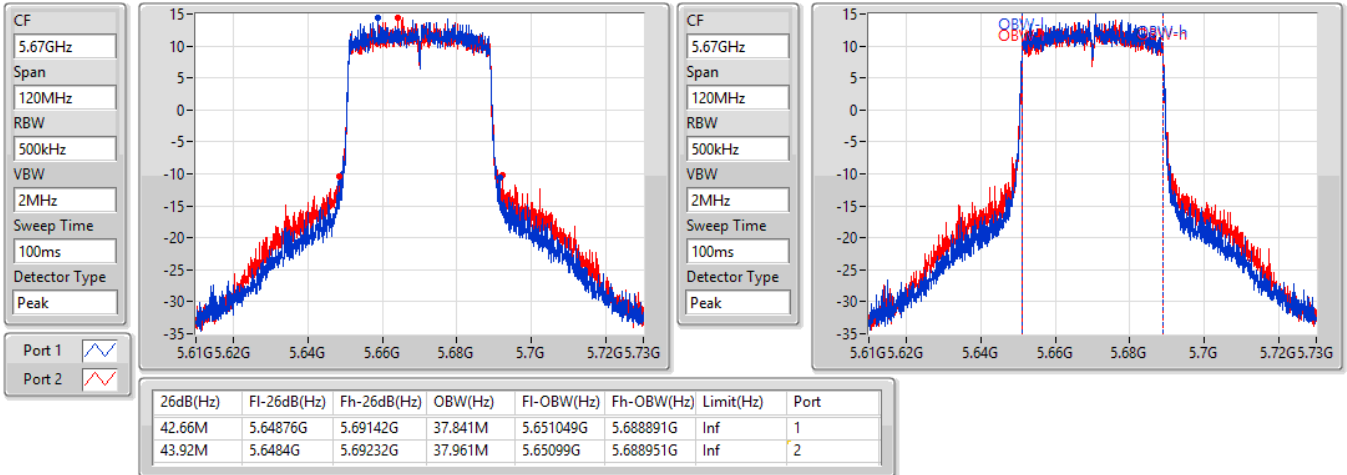 CF
5.67GHz
Span
120MHz
RBW
500kHz
VBW
2MHz
Sweep Time
100ms
Detector Type
Peak
15-
10-
5-
0-
-5-
-10-
-15-
-20-
-25-
-30-
-35-
5.61G 5.62G 5.64G 5.66G 5.68G 5.7G 5.72G 5.73G
CF
5.67GHz
Span
120MHz
RBW
500kHz
VBW
2MHz
Sweep Time
100ms
Detector Type
Peak
15-
10-
5-
0-
-5-
-10-
-15-
-20-
-25-
-30-
-35-
OBW-l
OBW-h
5.61G 5.62G 5.64G 5.66G 5.68G 5.7G 5.72G 5.73G
Port 1
Port 2
26dB(Hz) Fl-26dB(Hz) Fh-26dB(Hz) OBW(Hz) Fl-OBW(Hz) Fh-OBW(Hz) Limit(Hz) Port
42.66M 5.64876G 5.69142G 37.841M 5.651049G 5.688891G Inf 1
43.92M 5.6484G 5.69232G 37.961M 5.65099G 5.688951G Inf 2